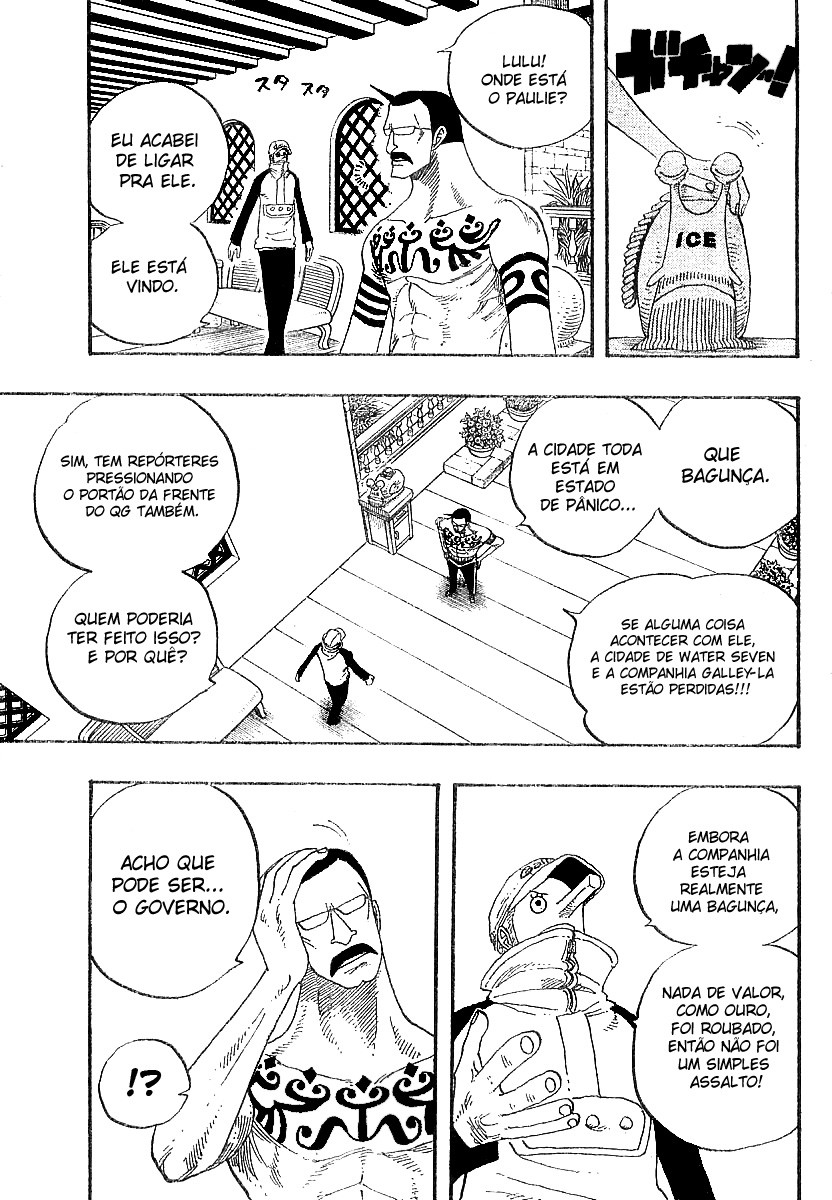 ガチャン!
ICE
LULU!
ONDE ESTÁ
O PAULIE?
スタ スタ
EU ACABEI
DE LIGAR
PRA ELE.
ELE ESTÁ
VINDO.
QUE
BAGUNÇA.
A CIDADE TODA
ESTÁ EM
ESTADO
DE PÂNICO...
SE ALGUMA COISA
ACONTECER COM ELE,
A CIDADE DE WATER SEVEN
E A COMPANHIA GALLEY-LA
ESTÃO PERDIDAS!!!
SIM, TEM REPÓRTERES
PRESSIONANDO
O PORTÃO DA FRENTE
DO QG TAMBÉM.
QUEM PODERIA
TER FEITO ISSO?
E POR QUÊ?
EMBORA
A COMPANHIA
ESTEJA
REALMENTE
UMA BAGUNÇA,
NADA DE VALOR,
COMO OURO,
FOI ROUBADO,
ENTÃO NÃO FOI
UM SIMPLES
ASSALTO!
ACHO QUE
PODE SER...
O GOVERNO.
!?